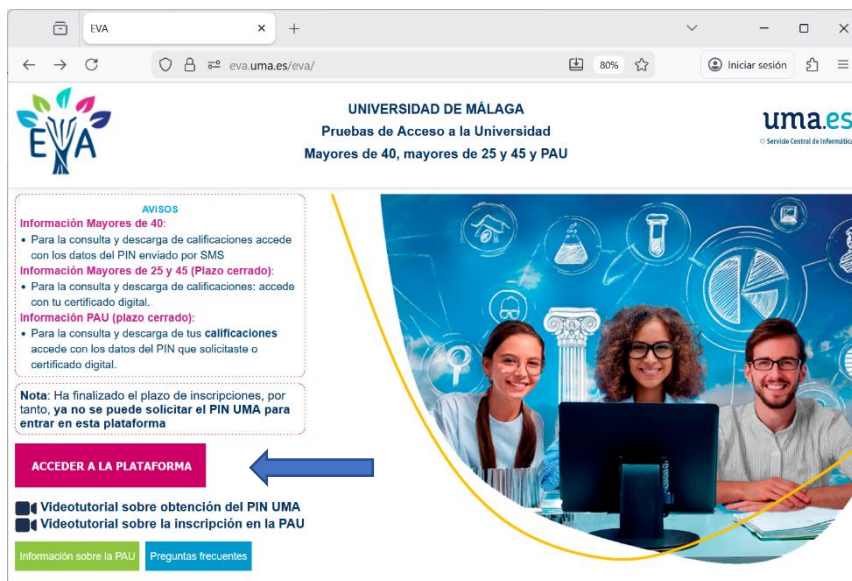 EVA
eva.uma.es/eva/
80%
Iniciar sesión
EVA
UNIVERSIDAD DE MÁLAGA
Pruebas de Acceso a la Universidad
Mayores de 40, mayores de 25 y 45 y PAU
uma.es
© Servicio Central de Informática
AVISOS
Información Mayores de 40:
• Para la consulta y descarga de calificaciones accede
con los datos del PIN enviado por SMS
Información Mayores de 25 y 45 (Plazo cerrado):
• Para la consulta y descarga de calificaciones: accede
con tu certificado digital.
Información PAU (plazo cerrado):
• Para la consulta y descarga de tus calificaciones
accede con los datos del PIN que solicitaste o
certificado digital.
Nota: Ha finalizado el plazo de inscripciones, por
tanto, ya no se puede solicitar el PIN UMA para
entrar en esta plataforma
ACCEDER A LA PLATAFORMA
Videotutorial sobre obtención del PIN UMA
Videotutorial sobre la inscripción en la PAU
Información sobre la PAU
Preguntas frecuentes